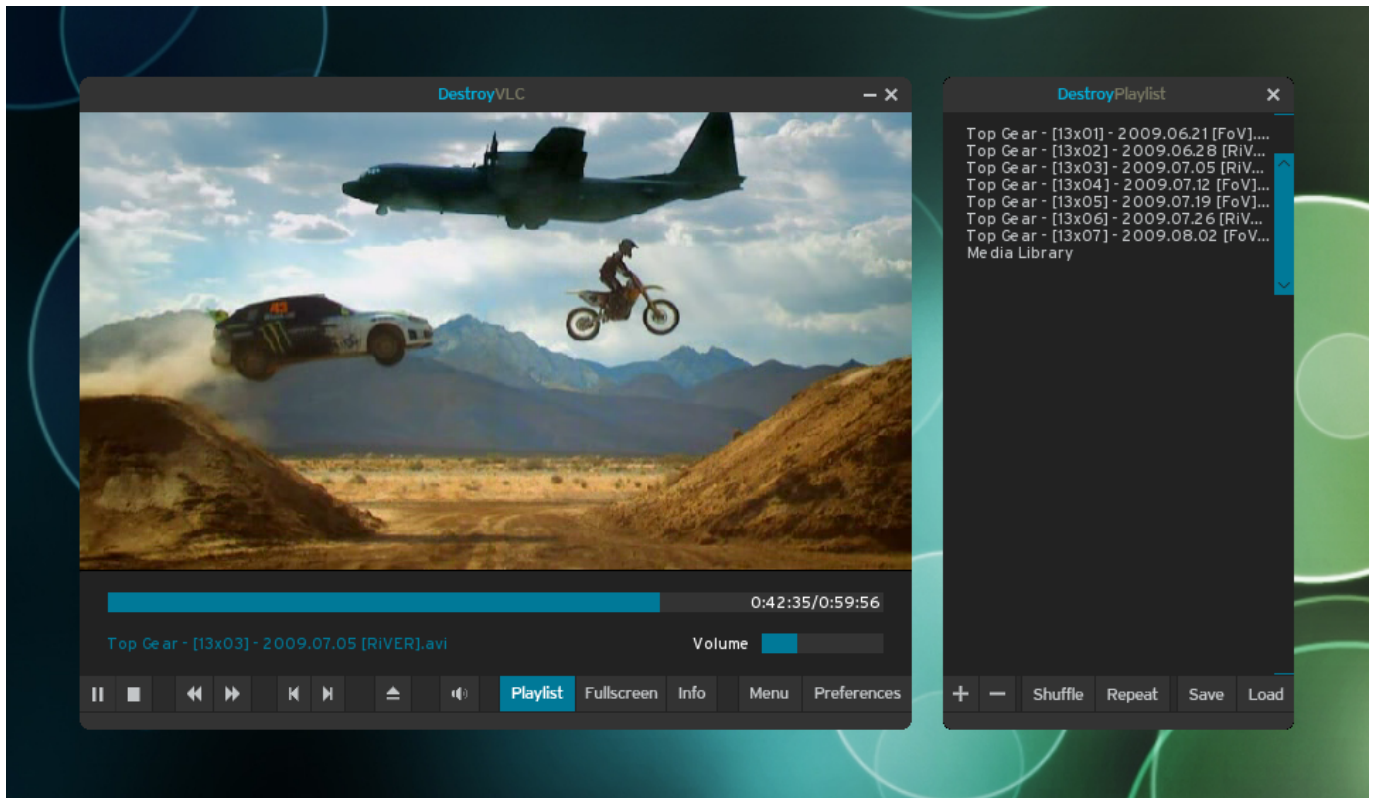 DestroyVLC
0:42:35/0:59:56
Top Gear - [13x03] - 2009.07.05 [RiVER].avi
Volume
Playlist Fullscreen Info Menu Preferences
DestroyPlaylist
Top Gear - [13x01] - 2009.06.21 [FoV]....
Top Gear - [13x02] - 2009.06.28 [RiV...
Top Gear - [13x03] - 2009.07.05 [RiV...
Top Gear - [13x04] - 2009.07.12 [FoV]...
Top Gear - [13x05] - 2009.07.19 [FoV]...
Top Gear - [13x06] - 2009.07.26 [RiV...
Top Gear - [13x07] - 2009.08.02 [FoV...
Media Library
Shuffle Repeat Save Load
43